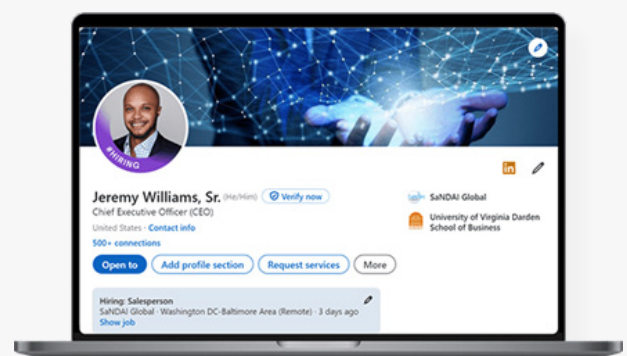 #HIRING
in
Jeremy Williams, Sr. (He/Him) Verify now
Chief Executive Officer (CEO)
United States · Contact info
500+ connections
SaNDAI Global
University of Virginia Darden
School of Business
Open to Add profile section Request services More
Hiring: Salesperson
SaNDAI Global · Washington DC-Baltimore Area (Remote) · 3 days ago
Show job